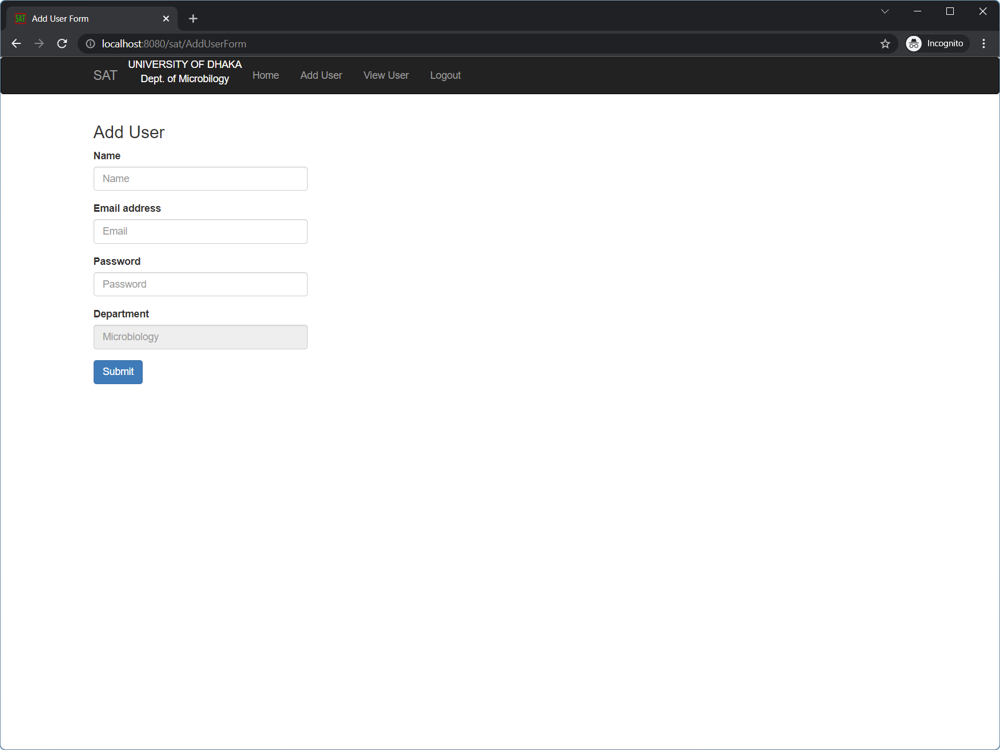 SAT Add User Form
localhost:8080/sat/AddUserForm
Incognito
SAT
UNIVERSITY OF DHAKA
Dept. of Microbilogy
Home Add User View User Logout
Add User
Name
Name
Email address
Email
Password
Password
Department
Microbiology
Submit